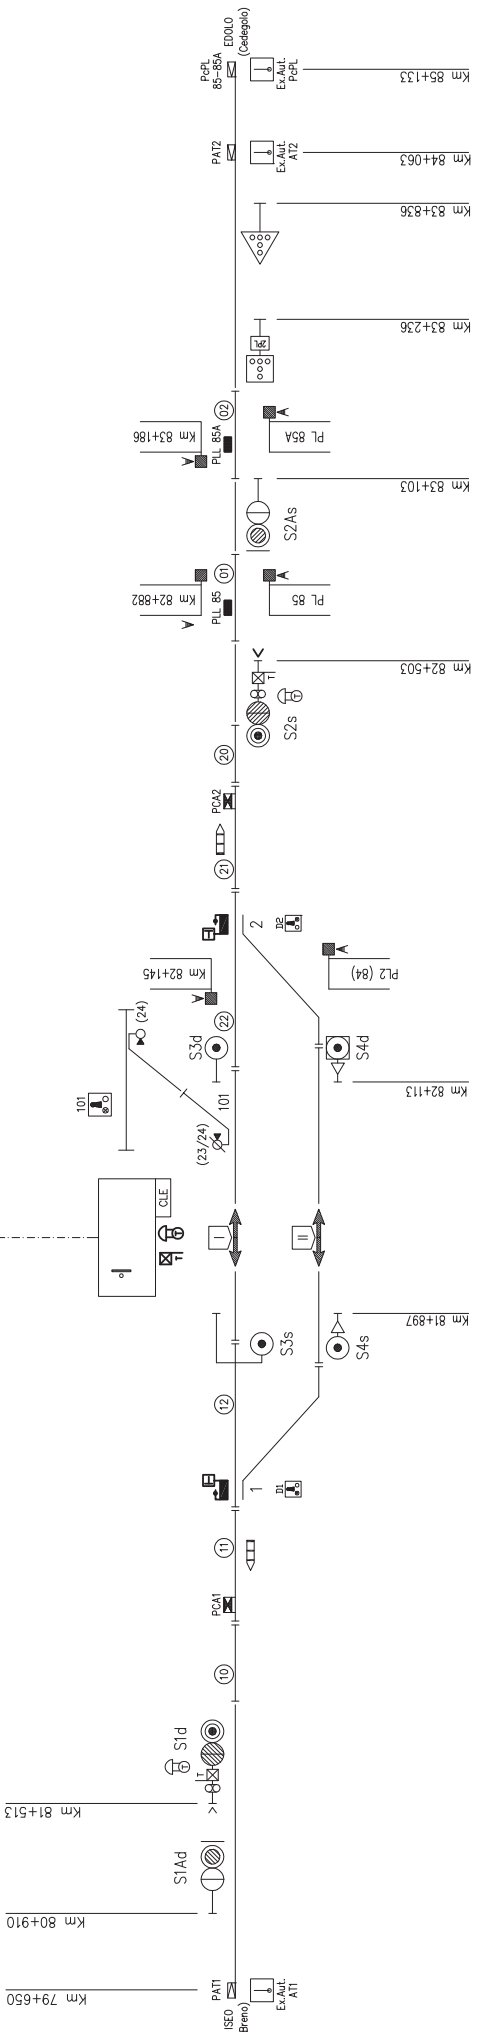 EDOLO
(Cedegolo)
PcPL
85-85A
Ex.Aut.
PcPL
Km 85+133
PAT2
Ex.Aut.
AT2
Km 84+063
Km 83+836
Km 83+236
2PL
02
Km 83+186
PLL 85A
A
A
PL 85A
Km 83+103
S2As
01
Km 82+882
PLL 85
A
A
PL 85
Km 82+503
T
T
S2s
20
PCA2
21
2
D2
Km 82+145
A
A
PL2 (84)
22
(24)
S3d
S4d
101
101
Km 82+113
(23/24)
CLE
T
T
I
II
Km 81+897
S3s
S4s
12
1
D1
11
PCA1
10
S1d
T
T
Km 81+513
S1Ad
Km 80+910
Km 79+650
PAT1
ISEO
(Breno)
Ex.Aut.
AT1